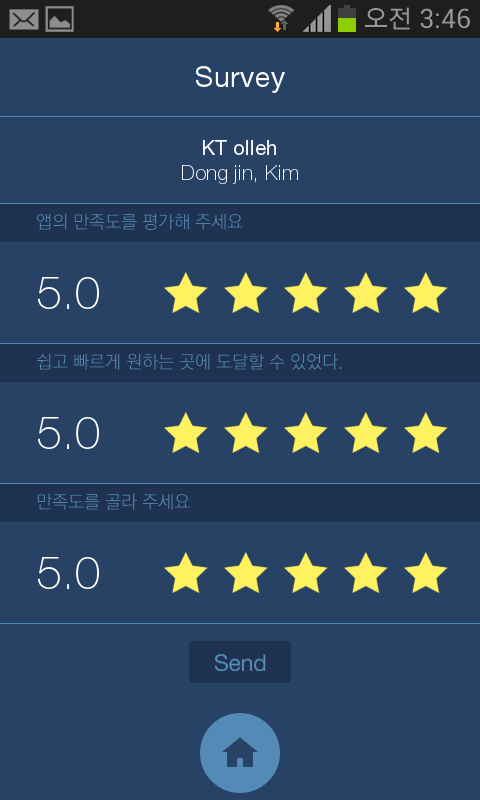 오전 3:46
Survey
KT olleh
Dong jin, Kim
앱의 만족도를 평가해 주세요
5.0
쉽고 빠르게 원하는 곳에 도달할 수 있었다.
5.0
만족도를 골라 주세요
5.0
Send